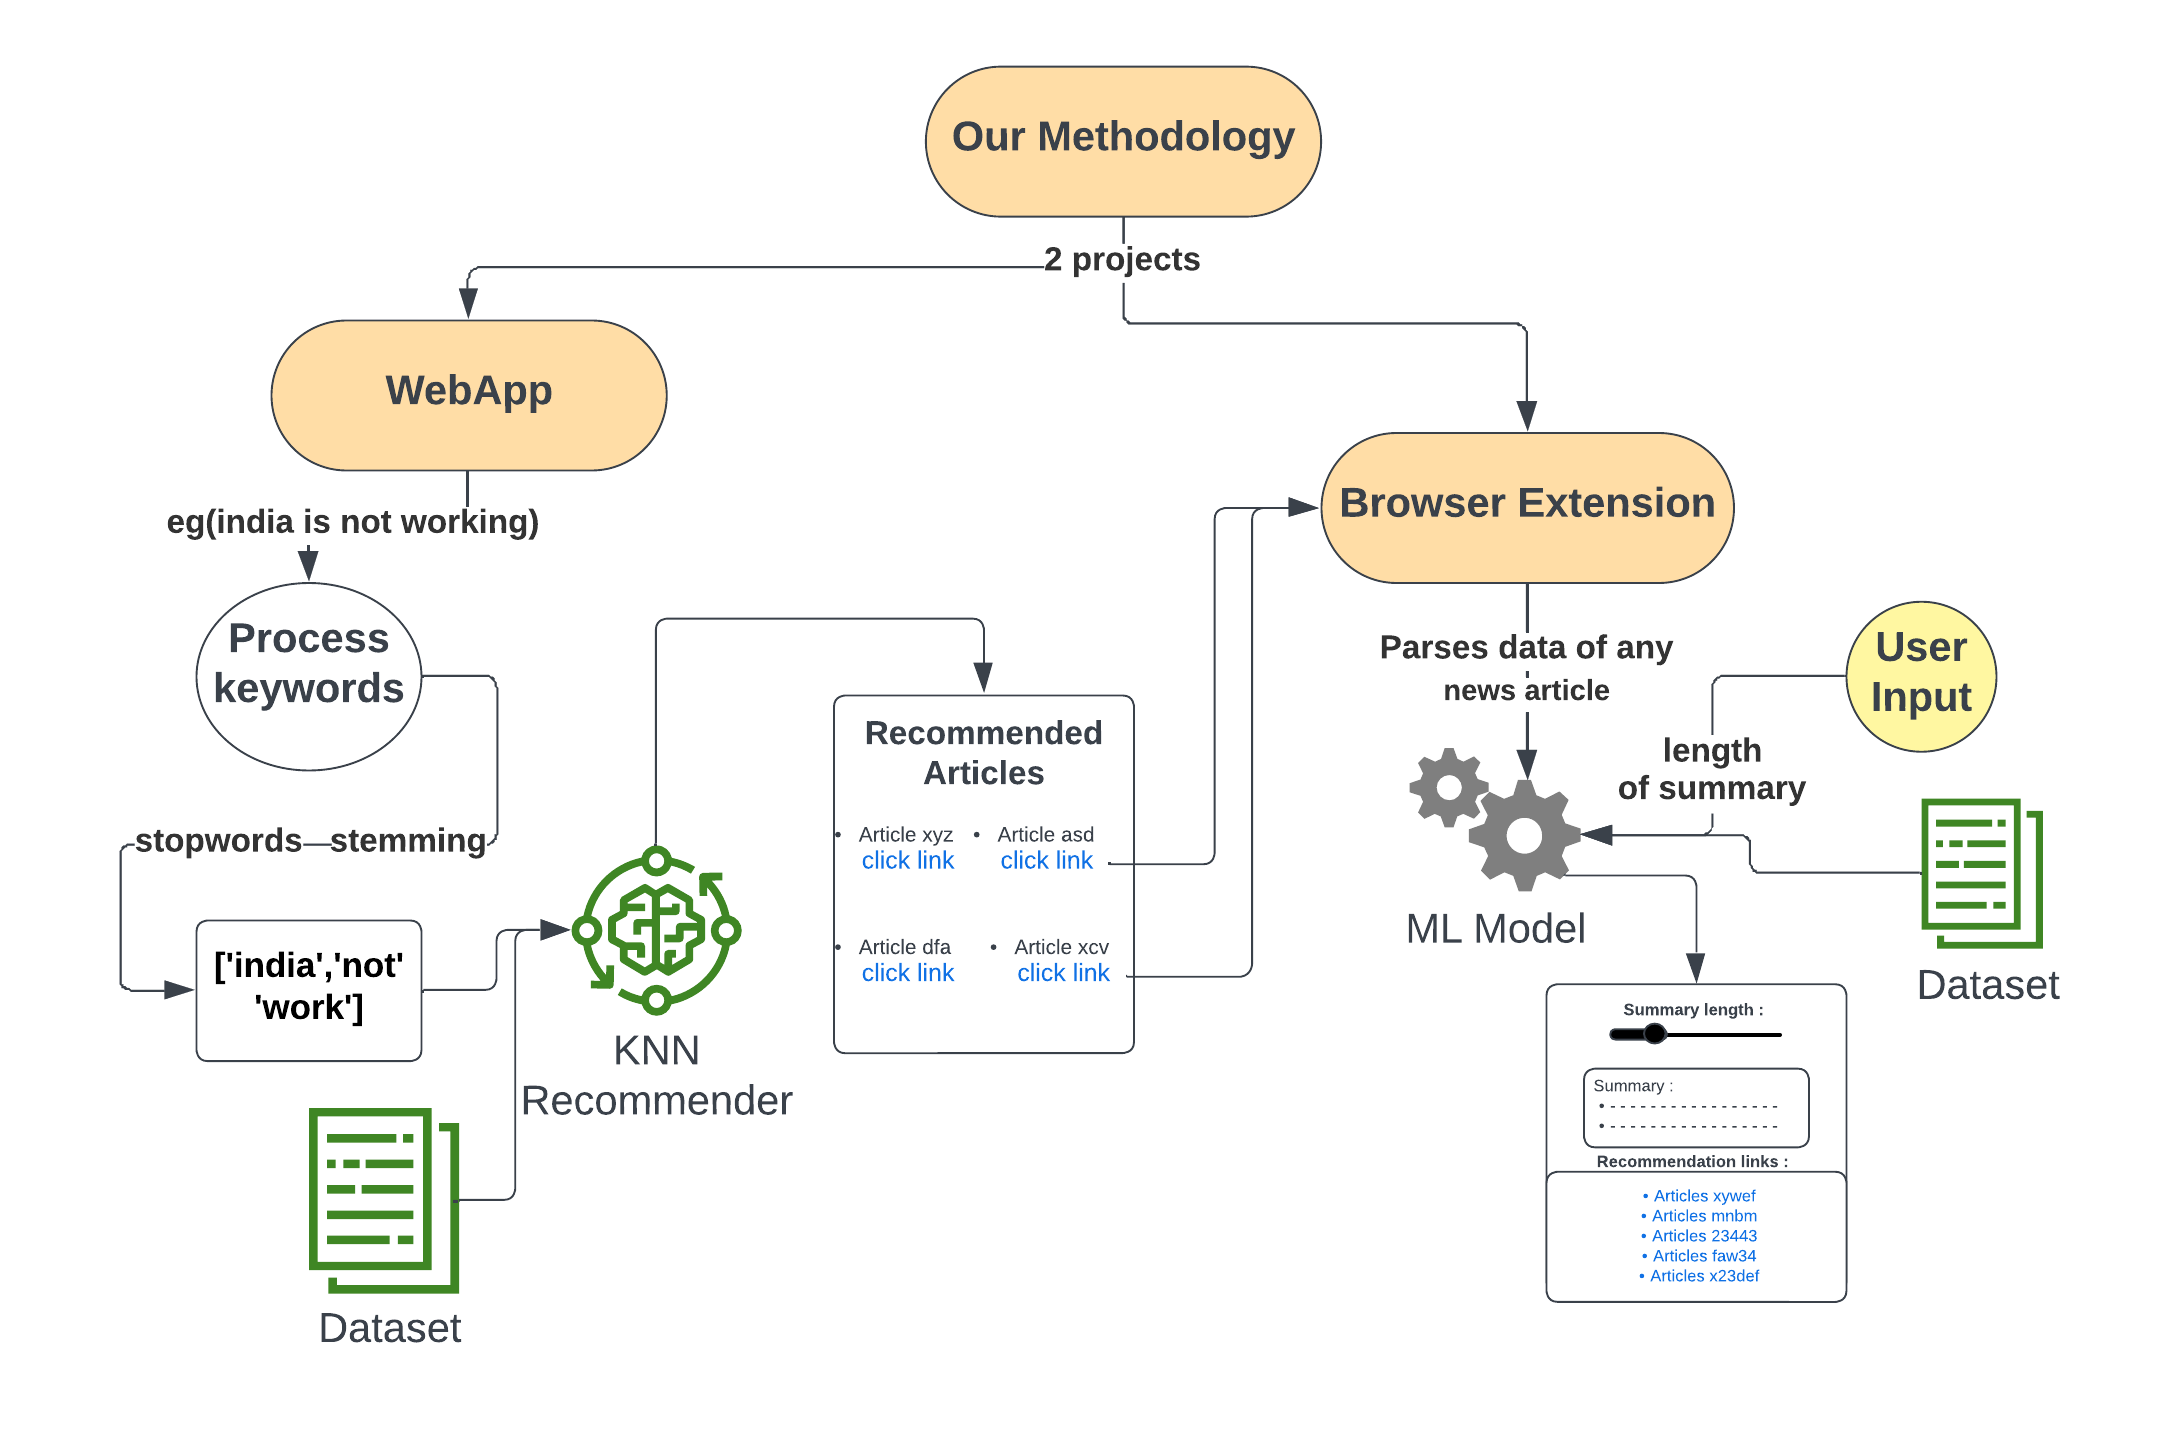 Our Methodology
2 projects
WebApp
eg(india is not working)
Process
keywords
stopwords
stemming
['india','not'
'work']
Dataset
KNN
Recommender
Recommended
Articles
• Article xyz
click link
• Article asd
click link
• Article dfa
click link
• Article xcv
click link
Browser Extension
Parses data of any
news article
User
Input
length
of summary
ML Model
Dataset
Summary length :
Summary :
• - - - - - - - - - - - - - - - - -
• - - - - - - - - - - - - - - - - -
Recommendation links :
• Articles xywef
• Articles mnbm
• Articles 23443
• Articles faw34
• Articles x23def